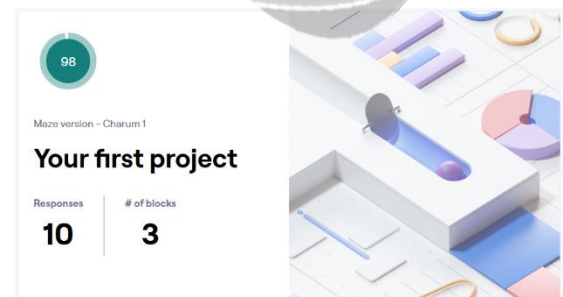 98
Maze version – Charum 1
Your first project
Responses # of blocks
10 3